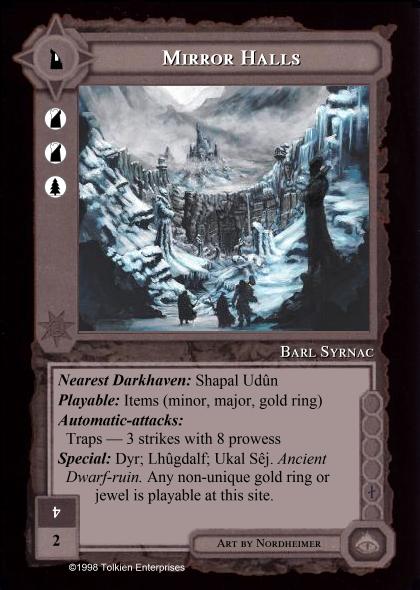 Mirror Halls
Barl Syrnac
Nearest Darkhaven: Shapal Udûn
Playable: Items (minor, major, gold ring)
Automatic-attacks:
Traps — 3 strikes with 8 prowess
Special: Dyr; Lhûgdalf; Ukal Sêj. Ancient
Dwarf-ruin. Any non-unique gold ring or
jewel is playable at this site.
4
2
Art by Nordheimer
©1998 Tolkien Enterprises